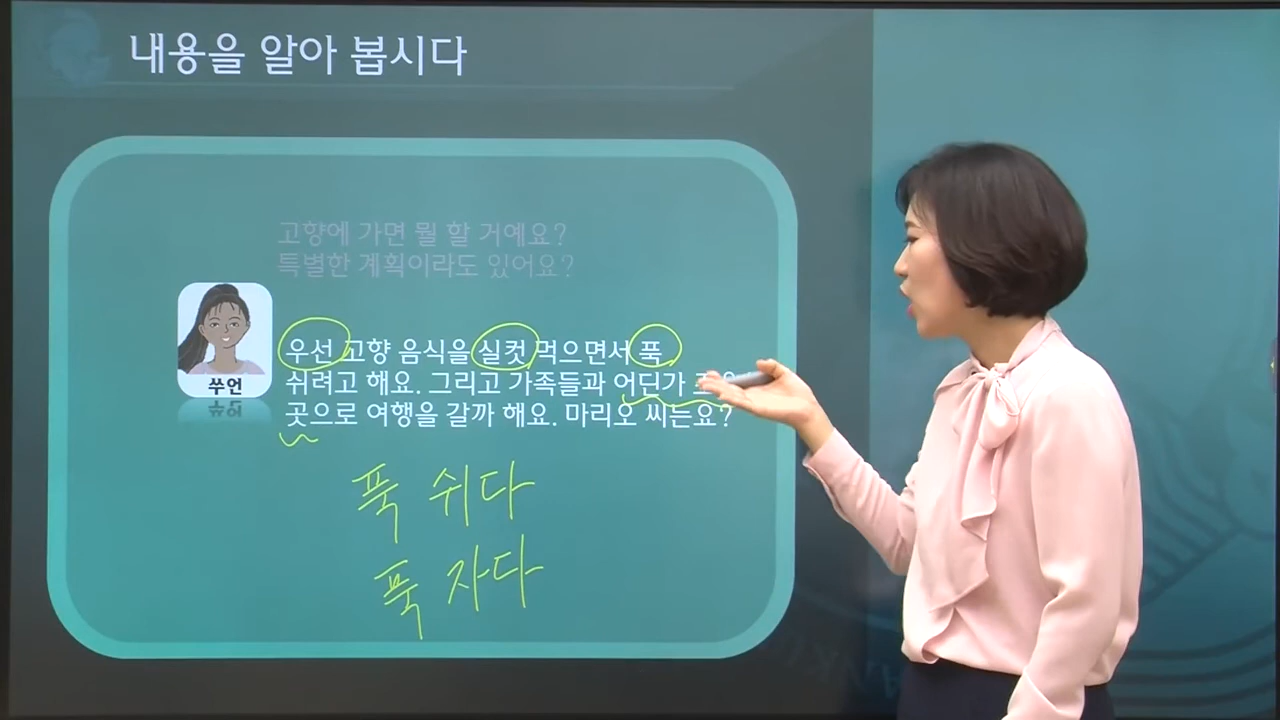 내용을 알아 봅시다
고향에 가면 뭘 할 거예요?
특별한 계획이라도 있어요?
우선 고향 음식을 실컷 먹으면서 푹
쉬려고 해요. 그리고 가족들과 어딘가
곳으로 여행을 갈까 해요. 마리오 씨는요?
쑤언
푹 쉬다
푹 자다